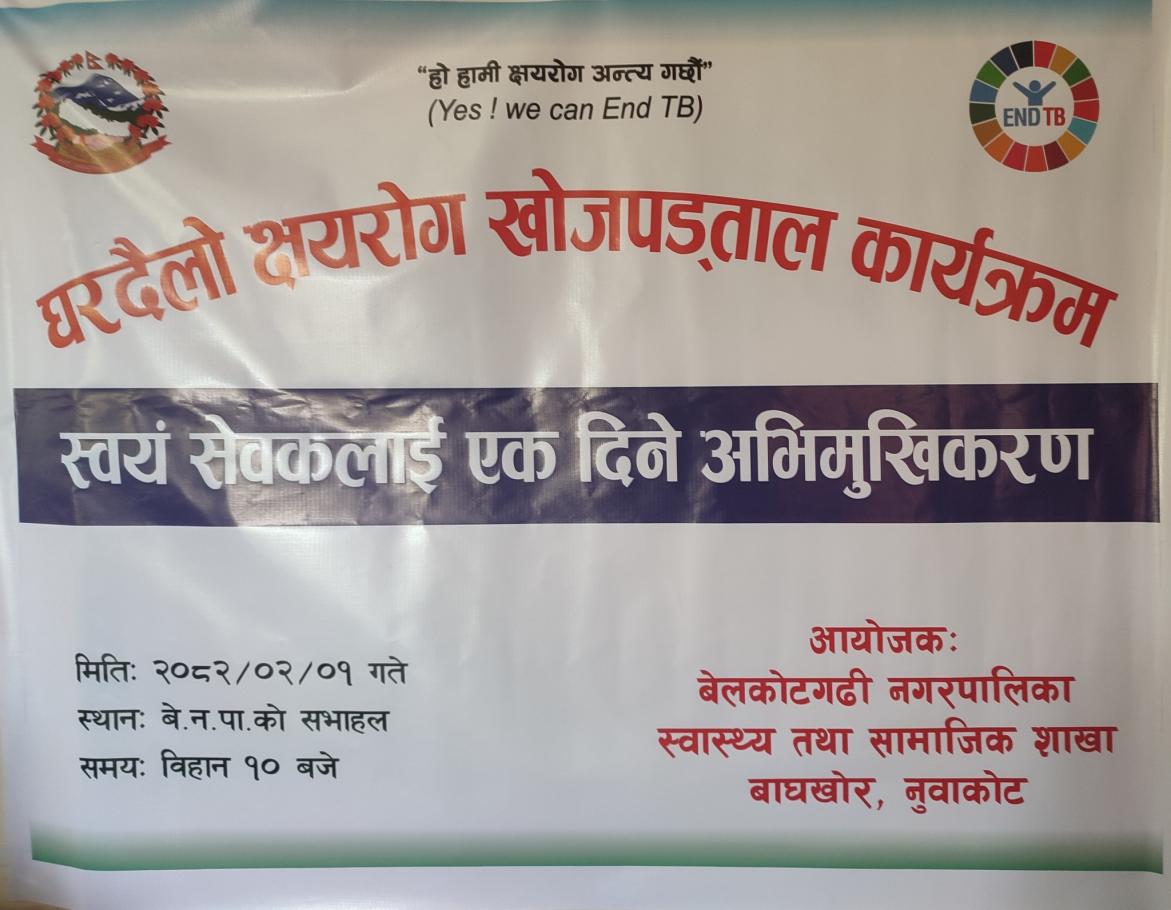 “हो हामी क्षयरोग अन्त्य गर्छौं”
(Yes ! we can End TB)
END TB
घरदैलो क्षयरोग खोजपड्ताल कार्यक्रम
स्वयं सेवकलाई एक दिने अभिमुखिकरण
मितिः २०८२/०२/०१ गते
स्थानः बे.न.पा.को सभाहल
समयः विहान १० बजे
आयोजकः
बेलकोटगढी नगरपालिका
स्वास्थ्य तथा सामाजिक शाखा
बाघखोर, नुवाकोट